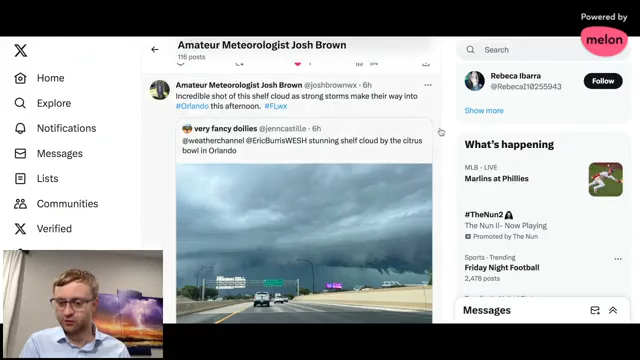 Powered by
melon
Amateur Meteorologist Josh Brown
116 posts
Search
Home
Explore
Notifications
Messages
Lists
Communities
Verified
Amateur Meteorologist Josh Brown @joshbrownwx · 6h
Incredible shot of this shelf cloud as strong storms make their way into
#Orlando this afternoon. #FLwx
very fancy doilies @jenncastille · 6h
@weatherchannel @EricBurrisWESH stunning shelf cloud by the citrus
bowl in Orlando
Rebeca Ibarra
@Rebeca10255943
Follow
Show more
What's happening
MLB · LIVE
Marlins at Phillies
#TheNun2
The Nun II- Now Playing
Promoted by The Nun
Sports · Trending
Friday Night Football
2,478 posts
Messages